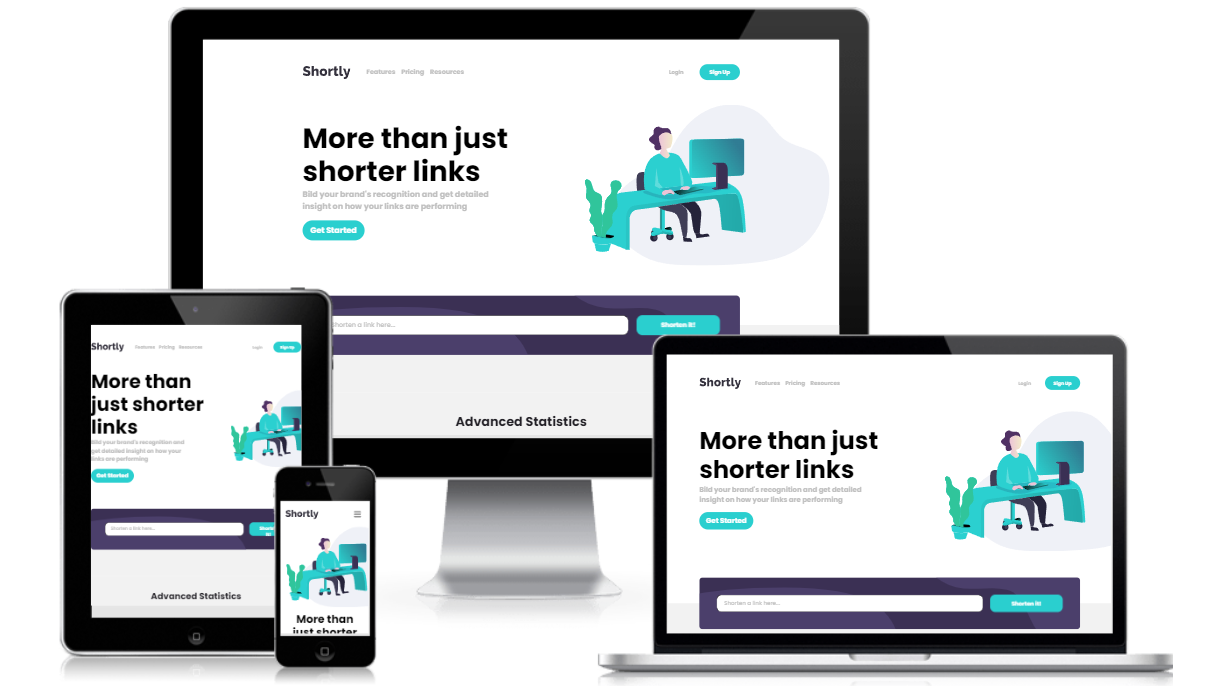 Shortly Features Pricing Resources Login Sign Up
More than just
shorter links
Bild your brand's recognition and get detailed
insight on how your links are performing
Get Started
Shorten a link here... Shorten it!
Advanced Statistics
Shortly Features Pricing Resources Login Sign Up
More than
just shorter
links
Bild your brand's recognition and
get detailed insight on how your
links are performing
Get Started
Shorten a link here...
Advanced Statistics
Shortly
More than
just shorter
Shortly Features Pricing Resources Login Sign Up
More than just
shorter links
Bild your brand's recognition and get detailed
insight on how your links are performing
Get Started
Shorten a link here... Shorten it!